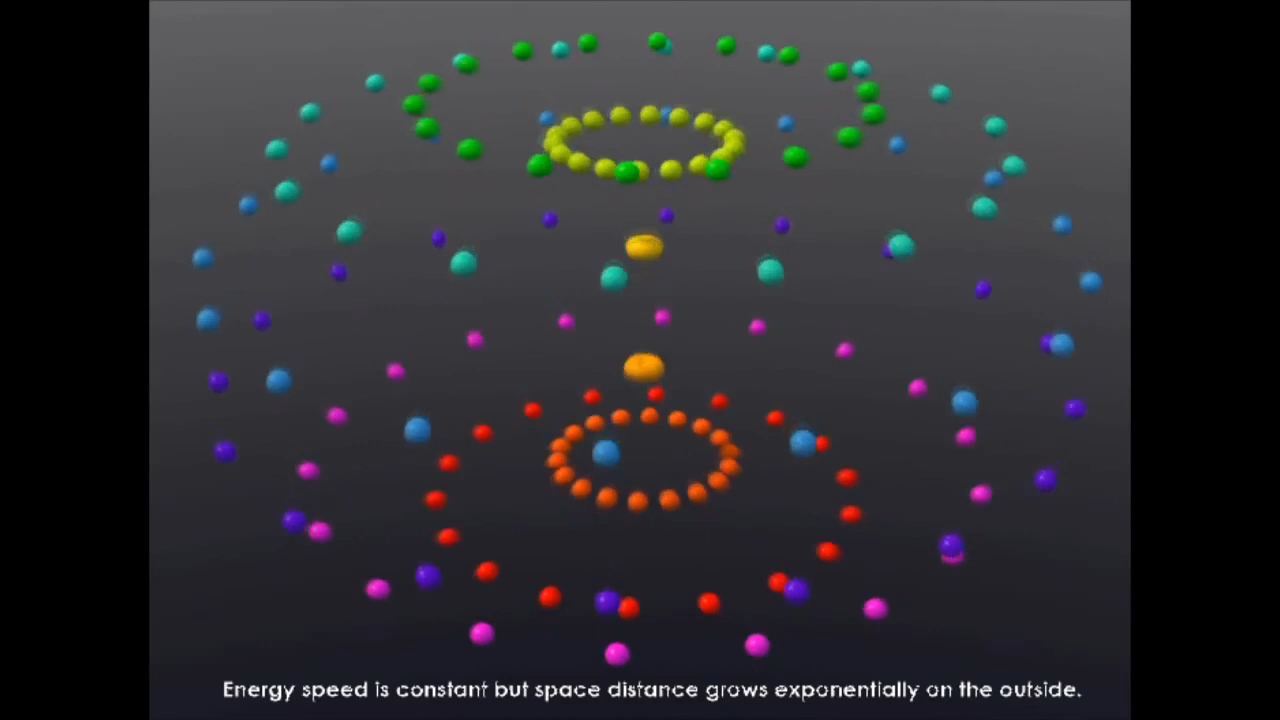 Energy speed is constant but space distance grows exponentially on the outside.